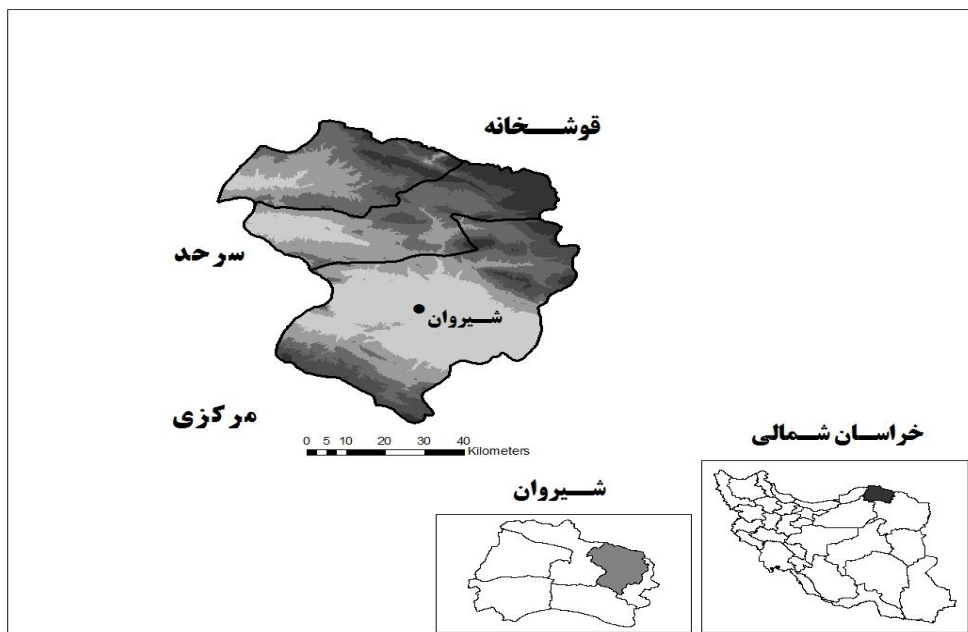 قوشخانه
سرحد
شیروان
مرکزی
0 5 10 20 30 40
Kilometers
خراسان شمالی
شیروان